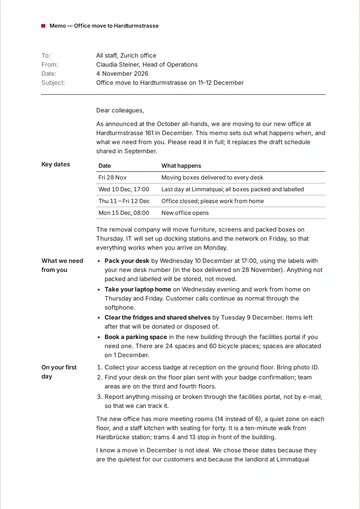 Memo — Office move to Hardturmstrasse
To: All staff, Zurich office
From: Claudia Steiner, Head of Operations
Date: 4 November 2026
Subject: Office move to Hardturmstrasse on 11–12 December
Dear colleagues,
As announced at the October all-hands, we are moving to our new office at
Hardturmstrasse 161 in December. This memo sets out what happens when, and
what we need from you. Please read it in full; it replaces the draft schedule
shared in September.
Key dates
Date What happens
Fri 28 Nov Moving boxes delivered to every desk
Wed 10 Dec, 17:00 Last day at Limmatquai; all boxes packed and labelled
Thu 11 – Fri 12 Dec Office closed; please work from home
Mon 15 Dec, 08:00 New office opens
The removal company will move furniture, screens and packed boxes on
Thursday. IT will set up docking stations and the network on Friday, so that
everything works when you arrive on Monday.
What we need
from you
• Pack your desk by Wednesday 10 December at 17:00, using the labels with
your new desk number (in the box delivered on 28 November). Anything not
packed and labelled will be stored, not moved.
• Take your laptop home on Wednesday evening and work from home on
Thursday and Friday. Customer calls continue as normal through the
softphone.
• Clear the fridges and shared shelves by Tuesday 9 December. Items left
after that will be donated or disposed of.
• Book a parking space in the new building through the facilities portal if you
need one. There are 24 spaces and 60 bicycle places; spaces are allocated
on 1 December.
On your first
day
1. Collect your access badge at reception on the ground floor. Bring photo ID.
2. Find your desk on the floor plan sent with your badge confirmation; team
areas are on the third and fourth floors.
3. Report anything missing or broken through the facilities portal, not by e-mail,
so that we can track it.
The new office has more meeting rooms (14 instead of 6), a quiet zone on each
floor, and a staff kitchen with seating for forty. It is a ten-minute walk from
Hardbrücke station; trams 4 and 13 stop in front of the building.
I know a move in December is not ideal. We chose these dates because they
are the quietest for our customers and because the landlord at Limmatquai